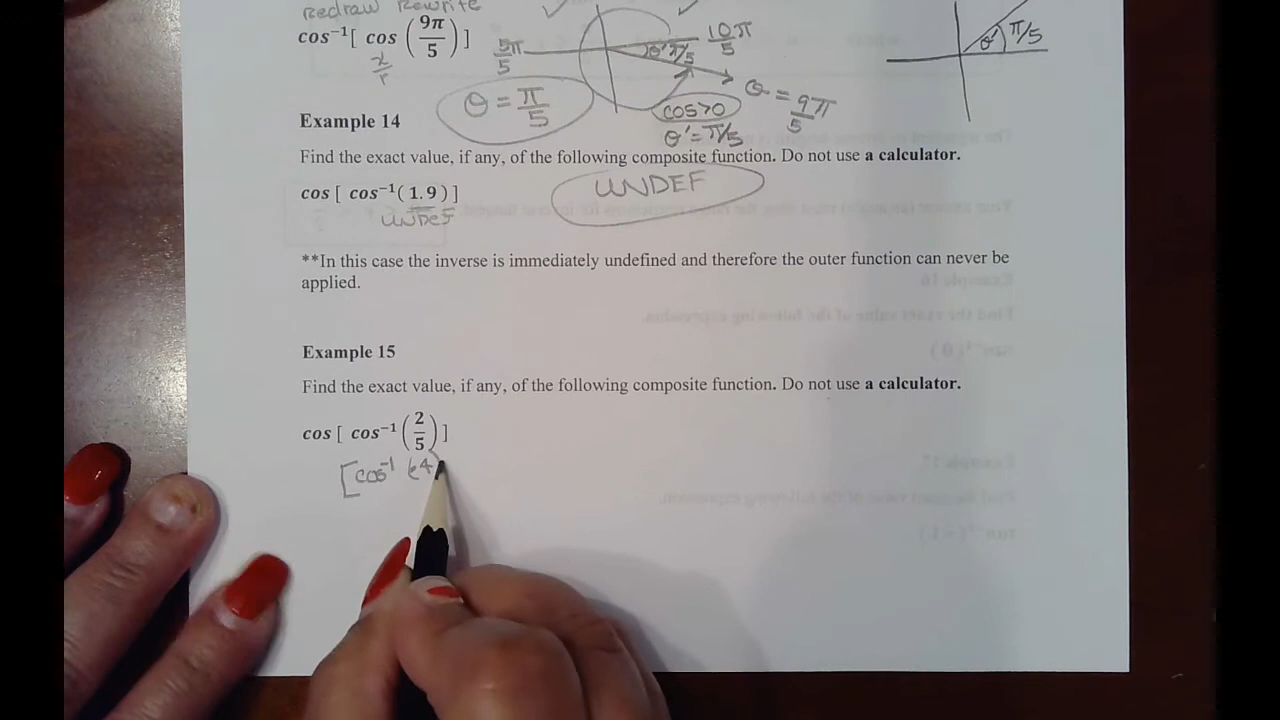 Redraw Rewrite
cos⁻¹[ cos (9π/5) ]
x/r
5π/5
10π/5
θ' π/5
θ = 9π/5
cos>0
θ' = π/5
θ = π/5
θ' π/5
Example 14
Find the exact value, if any, of the following composite function. Do not use a calculator.
cos [ cos⁻¹( 1.9 ) ]
UNDEF
UNDEF
**In this case the inverse is immediately undefined and therefore the outer function can never be
applied.
Example 15
Find the exact value, if any, of the following composite function. Do not use a calculator.
cos [ cos⁻¹ (2/5) ]
[cos⁻¹ (.4